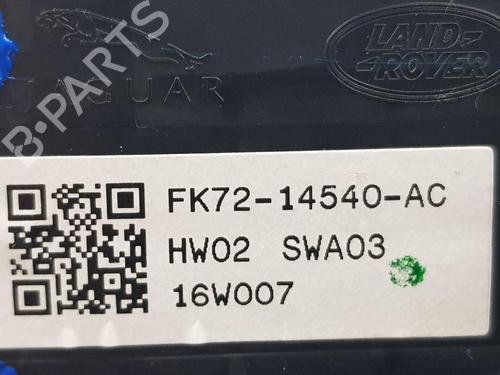 JAGUAR
LAND-
-ROVER
B-PARTS
FK72-14540-AC
HW02 SWA03
16W007